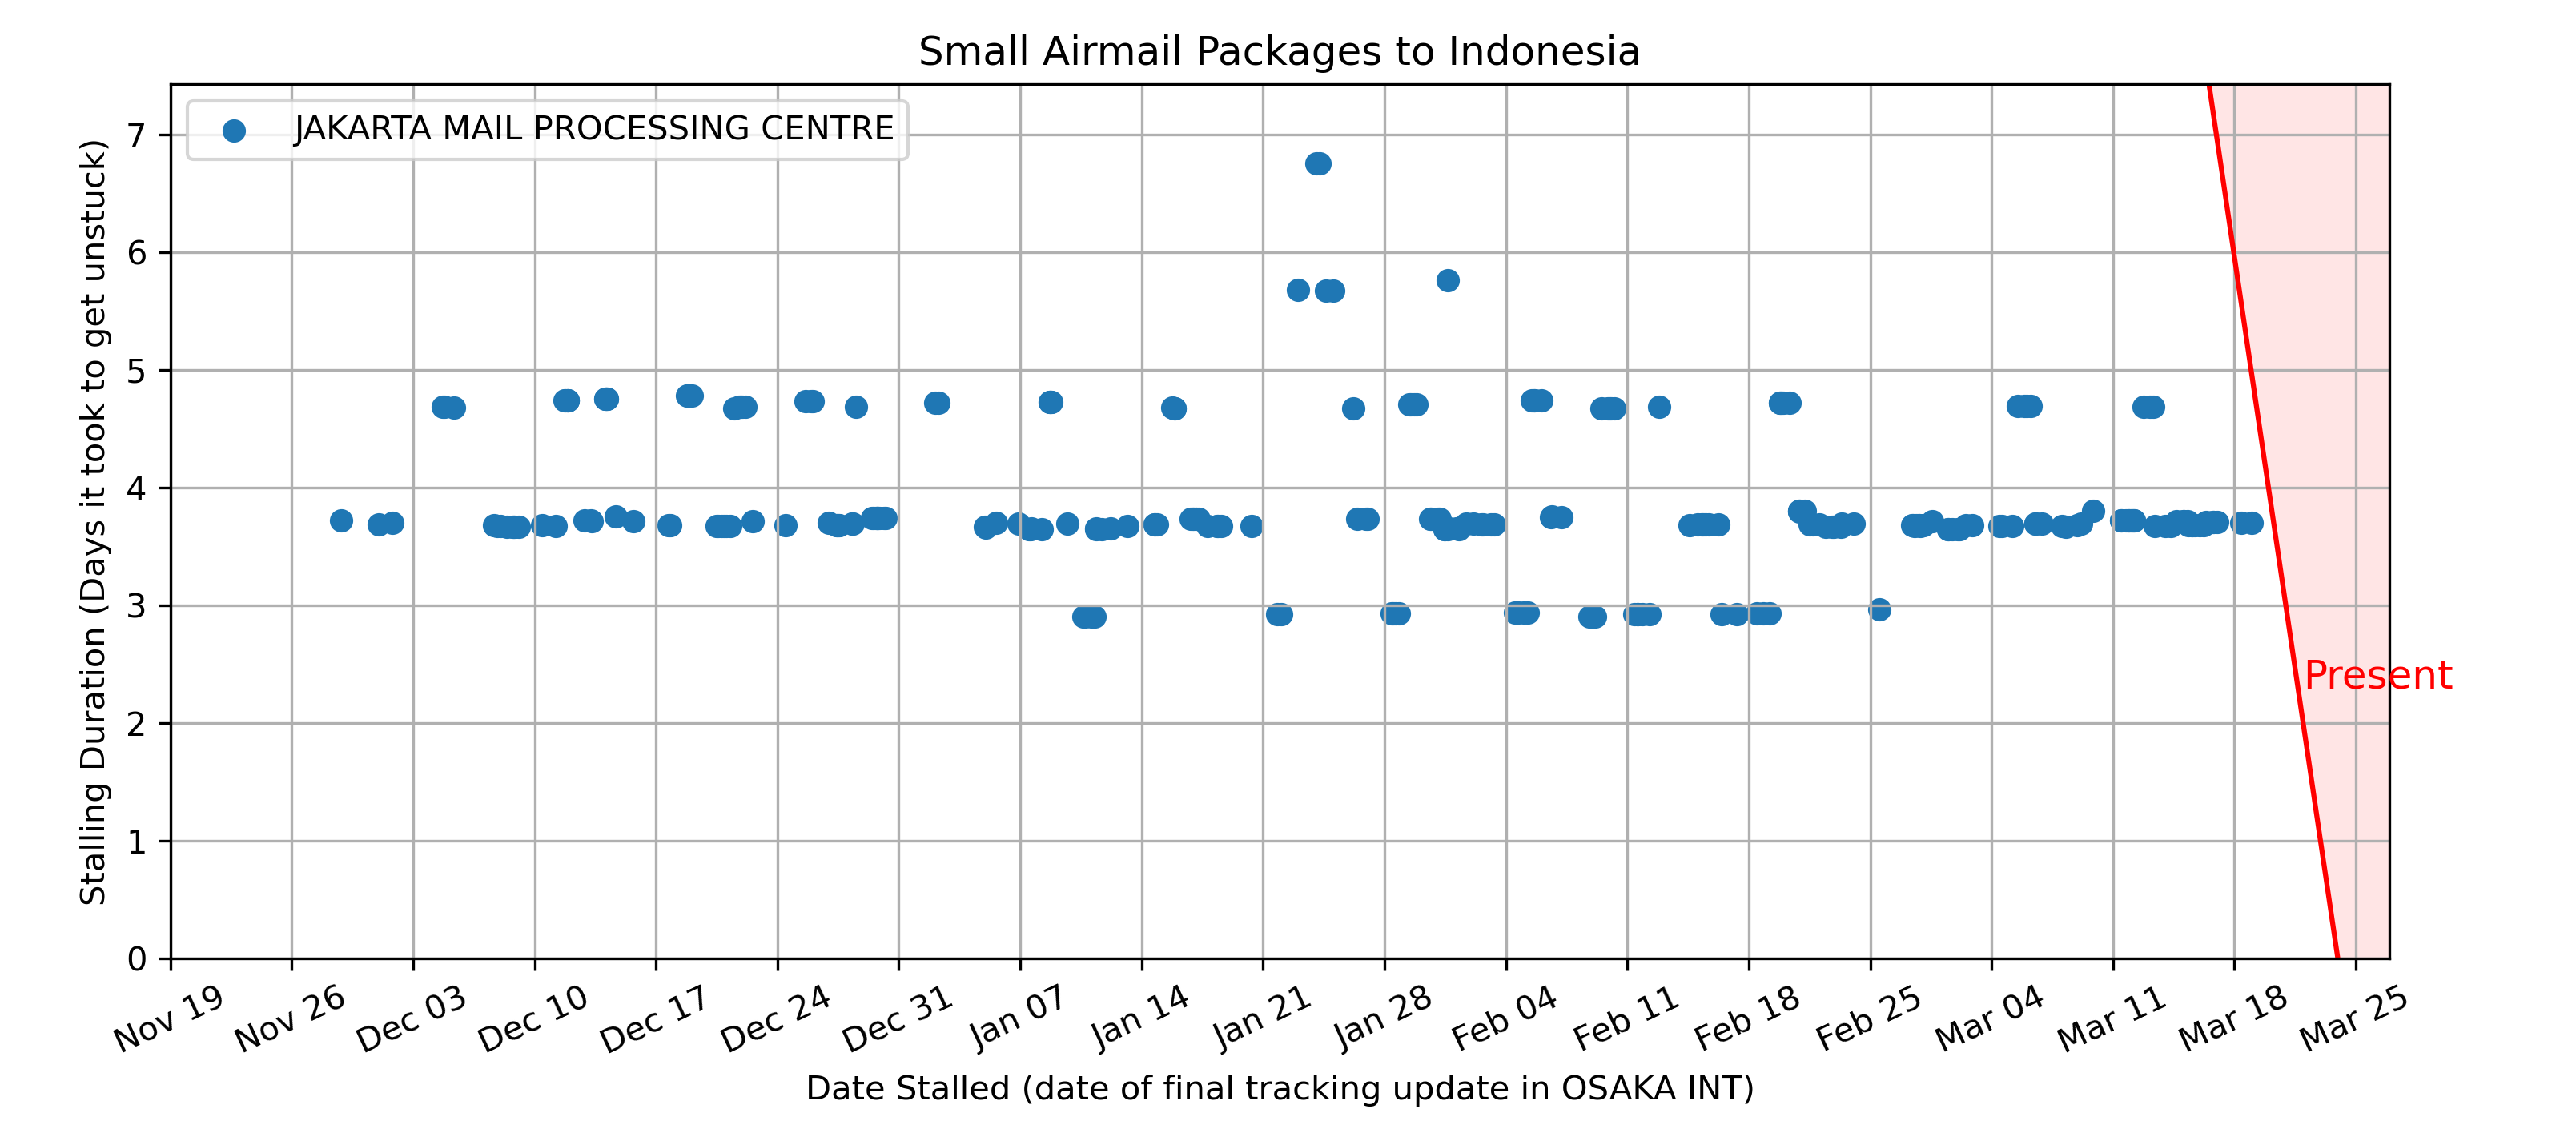 Small Airmail Packages to Indonesia
JAKARTA MAIL PROCESSING CENTRE
Stalling Duration (Days it took to get unstuck)
7
6
5
4
3
2
1
0
Present
Nov 19
Nov 26
Dec 03
Dec 10
Dec 17
Dec 24
Dec 31
Jan 07
Jan 14
Jan 21
Jan 28
Feb 04
Feb 11
Feb 18
Feb 25
Mar 04
Mar 11
Mar 18
Mar 25
Date Stalled (date of final tracking update in OSAKA INT)